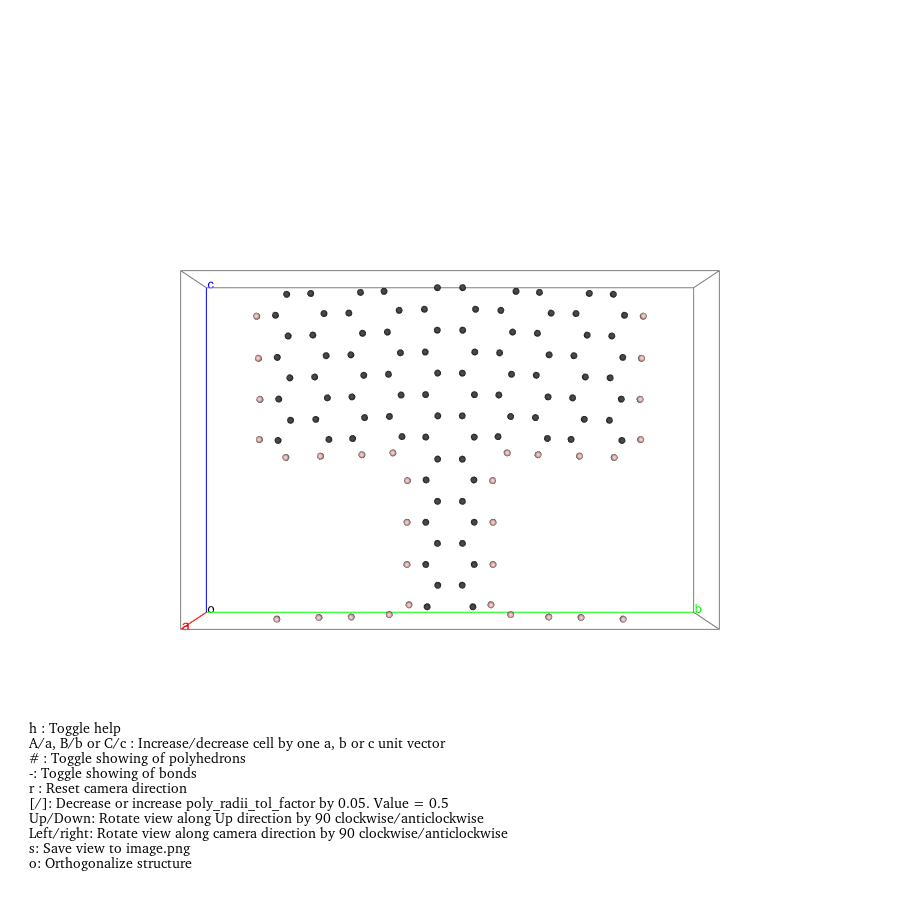 c
o
b
a
h : Toggle help
A/a, B/b or C/c : Increase/decrease cell by one a, b or c unit vector
# : Toggle showing of polyhedrons
-: Toggle showing of bonds
r : Reset camera direction
[/]: Decrease or increase poly_radii_tol_factor by 0.05. Value = 0.5
Up/Down: Rotate view along Up direction by 90 clockwise/anticlockwise
Left/right: Rotate view along camera direction by 90 clockwise/anticlockwise
s: Save view to image.png
o: Orthogonalize structure